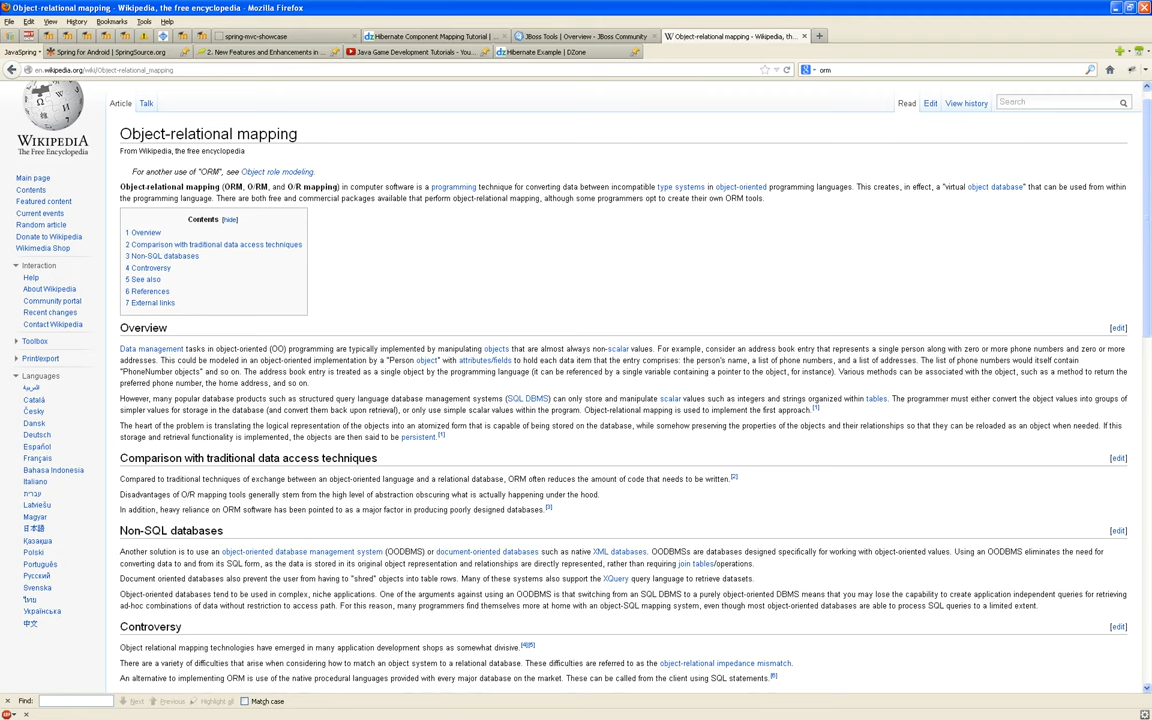 Object-relational mapping - Wikipedia, the free encyclopedia - Mozilla Firefox
File Edit View History Bookmarks Tools Help
spring-mvc-showcase × dz Hibernate Component Mapping Tutorial | ... × JBoss Tools | Overview - JBoss Community × W Object-relational mapping - Wikipedia, th... × +
JavaSpring Spring for Android | SpringSource.org 2. New Features and Enhancements in ... Java Game Development Tutorials - You... dz Hibernate Example | DZone
en.wikipedia.org/wiki/Object-relational_mapping orm
WIKIPEDIA
The Free Encyclopedia
Main page
Contents
Featured content
Current events
Random article
Donate to Wikipedia
Wikimedia Shop
Interaction
Help
About Wikipedia
Community portal
Recent changes
Contact Wikipedia
Toolbox
Print/export
Languages
العربية
Català
Česky
Dansk
Deutsch
Español
Français
Bahasa Indonesia
Italiano
עברית
Latviešu
Magyar
日本語
Қазақша
Polski
Português
Русский
Svenska
ไทย
Українська
中文
Article Talk Read Edit View history Search
Object-relational mapping
From Wikipedia, the free encyclopedia
For another use of "ORM", see Object role modeling.
Object-relational mapping (ORM, O/RM, and O/R mapping) in computer software is a programming technique for converting data between incompatible type systems in object-oriented programming languages. This creates, in effect, a "virtual object database" that can be used from within
the programming language. There are both free and commercial packages available that perform object-relational mapping, although some programmers opt to create their own ORM tools.
Contents [hide]
1 Overview
2 Comparison with traditional data access techniques
3 Non-SQL databases
4 Controversy
5 See also
6 References
7 External links
Overview [edit]
Data management tasks in object-oriented (OO) programming are typically implemented by manipulating objects that are almost always non-scalar values. For example, consider an address book entry that represents a single person along with zero or more phone numbers and zero or more
addresses. This could be modeled in an object-oriented implementation by a "Person object" with attributes/fields to hold each data item that the entry comprises: the person's name, a list of phone numbers, and a list of addresses. The list of phone numbers would itself contain
"PhoneNumber objects" and so on. The address book entry is treated as a single object by the programming language (it can be referenced by a single variable containing a pointer to the object, for instance). Various methods can be associated with the object, such as a method to return the
preferred phone number, the home address, and so on.
However, many popular database products such as structured query language database management systems (SQL DBMS) can only store and manipulate scalar values such as integers and strings organized within tables. The programmer must either convert the object values into groups of
simpler values for storage in the database (and convert them back upon retrieval), or only use simple scalar values within the program. Object-relational mapping is used to implement the first approach.[1]
The heart of the problem is translating the logical representation of the objects into an atomized form that is capable of being stored on the database, while somehow preserving the properties of the objects and their relationships so that they can be reloaded as an object when needed. If this
storage and retrieval functionality is implemented, the objects are then said to be persistent.[1]
Comparison with traditional data access techniques [edit]
Compared to traditional techniques of exchange between an object-oriented language and a relational database, ORM often reduces the amount of code that needs to be written.[2]
Disadvantages of O/R mapping tools generally stem from the high level of abstraction obscuring what is actually happening under the hood.
In addition, heavy reliance on ORM software has been pointed to as a major factor in producing poorly designed databases.[3]
Non-SQL databases [edit]
Another solution is to use an object-oriented database management system (OODBMS) or document-oriented databases such as native XML databases. OODBMSs are databases designed specifically for working with object-oriented values. Using an OODBMS eliminates the need for
converting data to and from its SQL form, as the data is stored in its original object representation and relationships are directly represented, rather than requiring join tables/operations.
Document oriented databases also prevent the user from having to "shred" objects into table rows. Many of these systems also support the XQuery query language to retrieve datasets.
Object-oriented databases tend to be used in complex, niche applications. One of the arguments against using an OODBMS is that switching from an SQL DBMS to a purely object-oriented DBMS means that you may lose the capability to create application independent queries for retrieving
ad-hoc combinations of data without restriction to access path. For this reason, many programmers find themselves more at home with an object-SQL mapping system, even though most object-oriented databases are able to process SQL queries to a limited extent.
Controversy [edit]
Object relational mapping technologies have emerged in many application development shops as somewhat divisive.[4][5]
There are a variety of difficulties that arise when considering how to match an object system to a relational database. These difficulties are referred to as the object-relational impedance mismatch.
An alternative to implementing ORM is use of the native procedural languages provided with every major database on the market. These can be called from the client using SQL statements.[6]
× Find: Next Previous Highlight all Match case